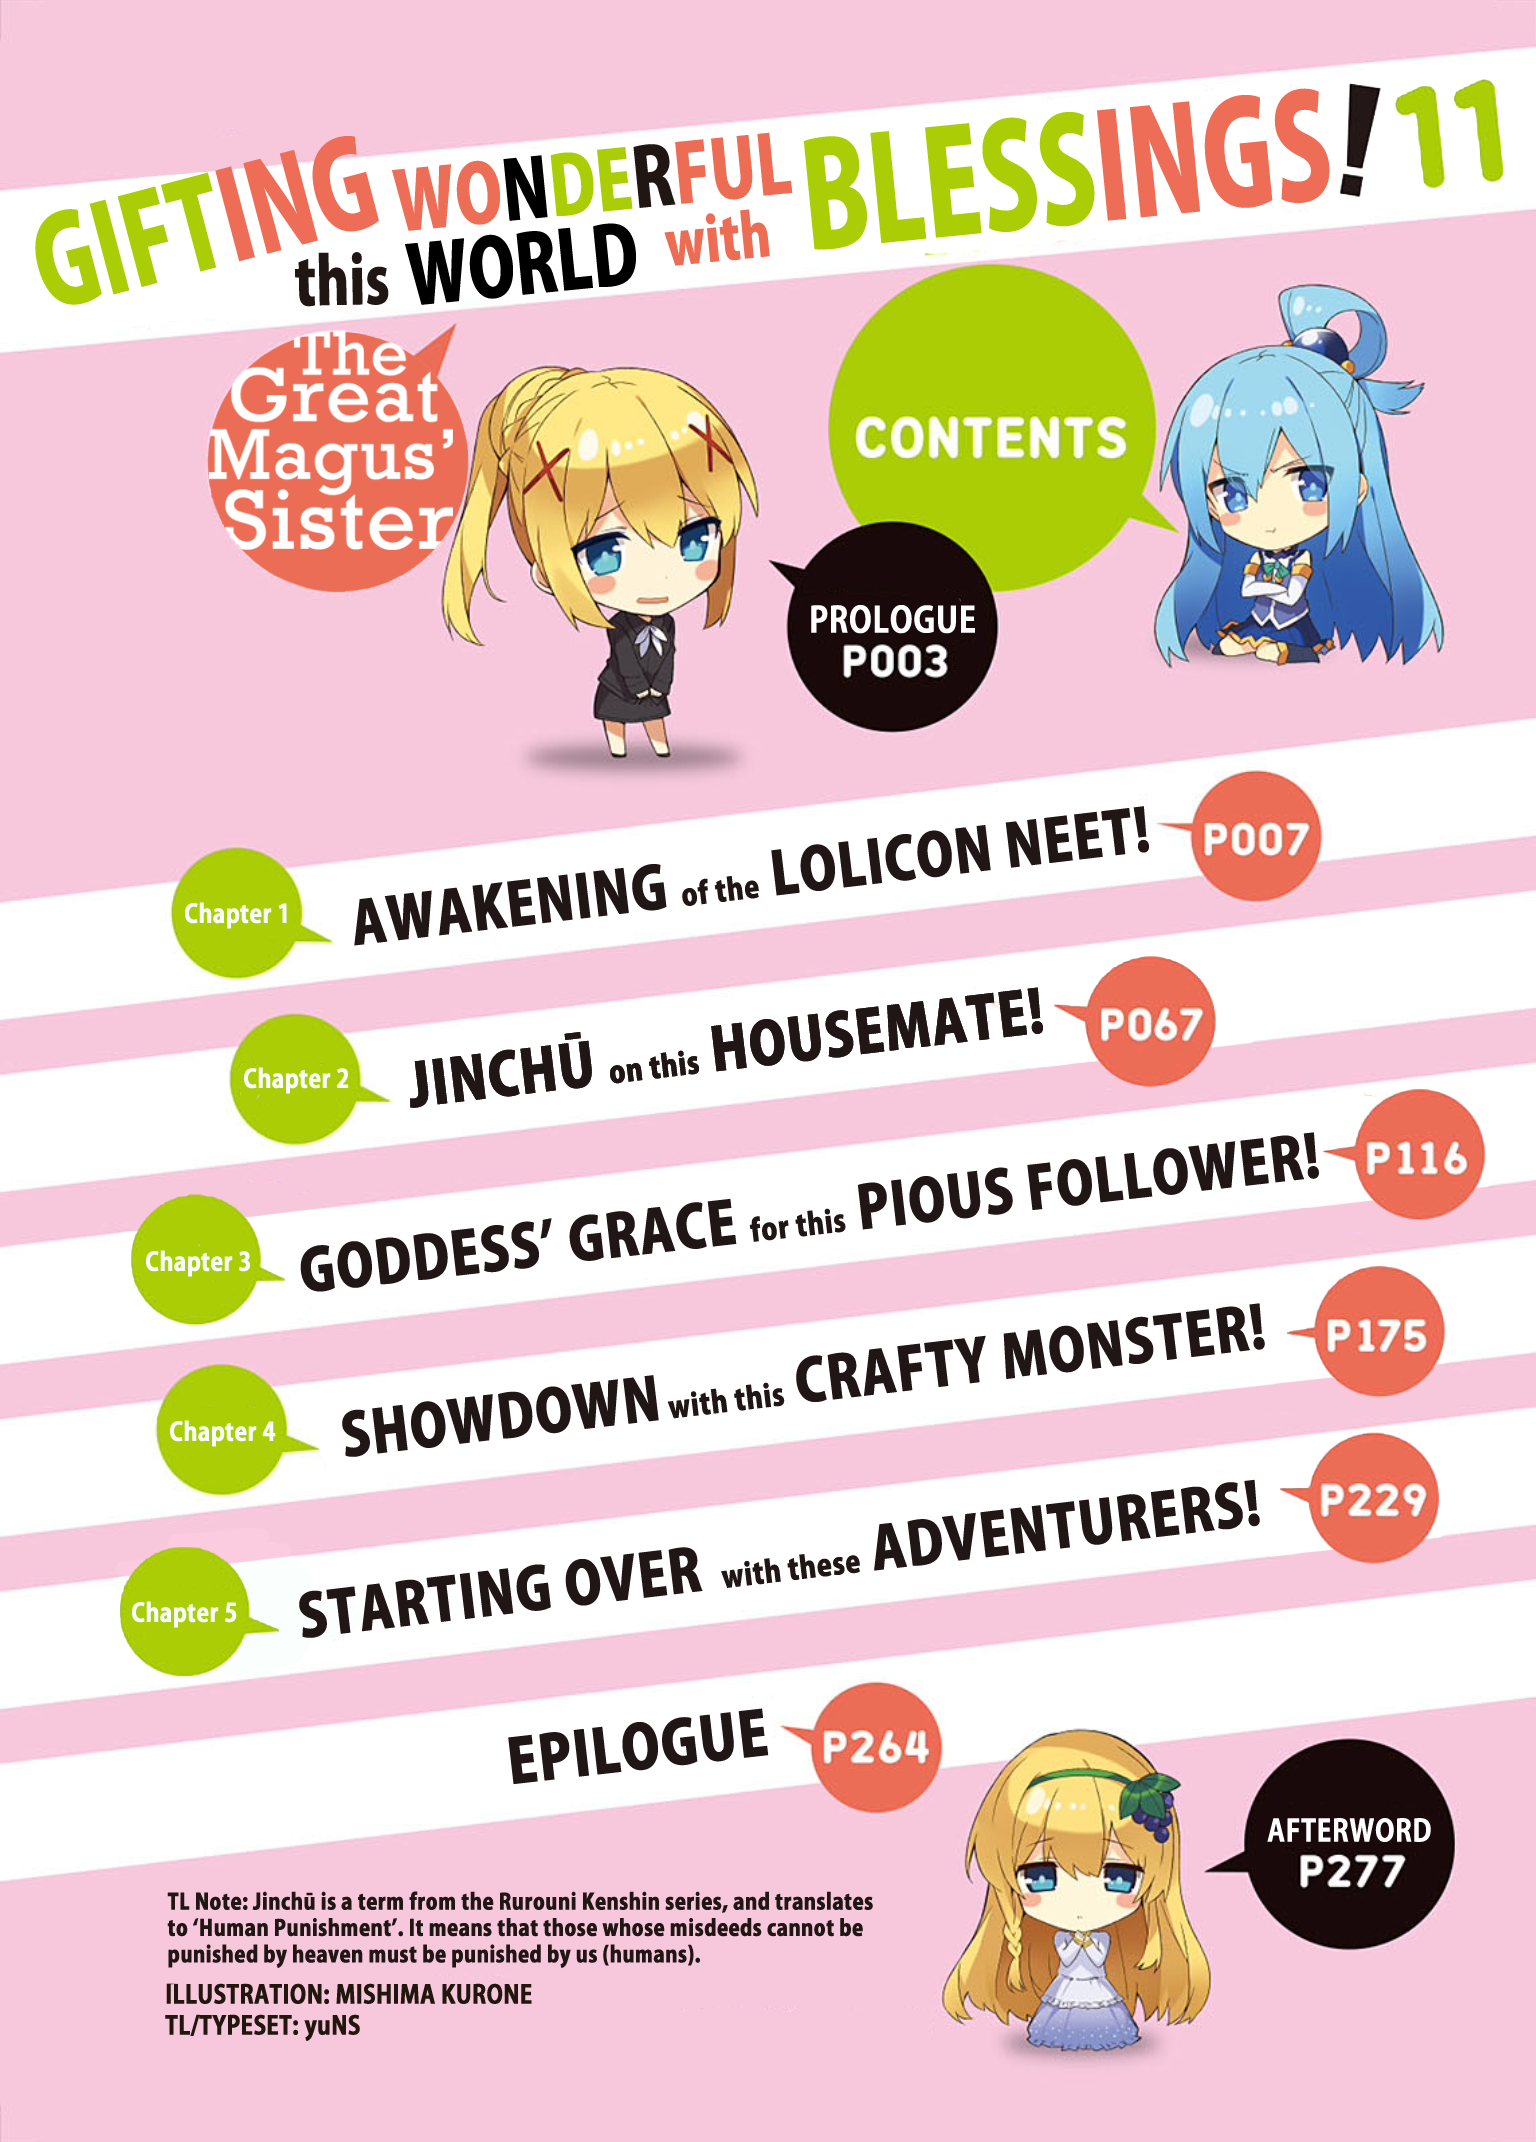 GIFTING WONDERFUL
this WORLD with BLESSINGS! 11
The
Great
Magus'
Sister
CONTENTS
PROLOGUE
P003
Chapter 1 AWAKENING of the LOLICON NEET! P007
Chapter 2 JINCHŪ on this HOUSEMATE! P067
Chapter 3 GODDESS' GRACE for this PIOUS FOLLOWER! P116
Chapter 4 SHOWDOWN with this CRAFTY MONSTER! P175
Chapter 5 STARTING OVER with these ADVENTURERS! P229
EPILOGUE P264
AFTERWORD
P277
TL Note: Jinchū is a term from the Rurouni Kenshin series, and translates
to ‘Human Punishment’. It means that those whose misdeeds cannot be
punished by heaven must be punished by us (humans).
ILLUSTRATION: MISHIMA KURONE
TL/TYPESET: yuNS